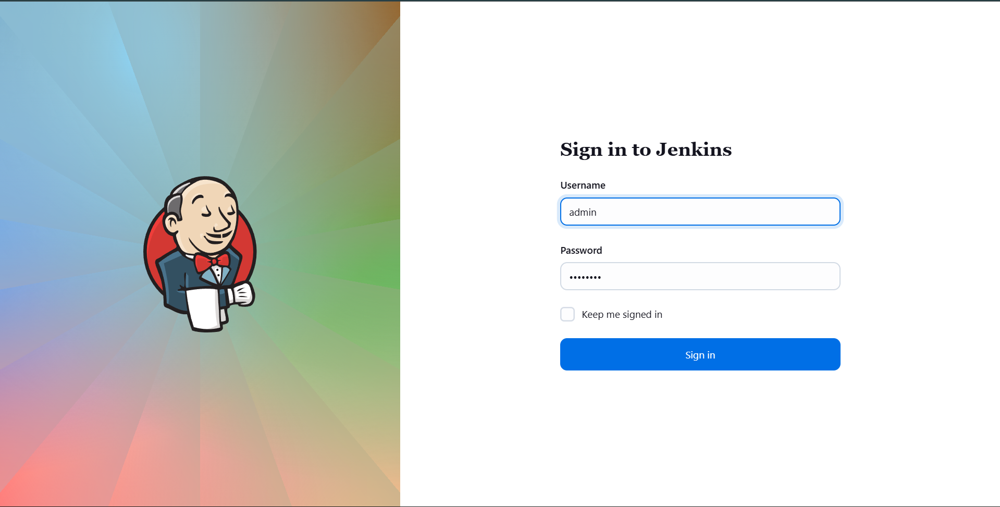 Sign in to Jenkins
Username
admin
Password
••••••••
Keep me signed in
Sign in